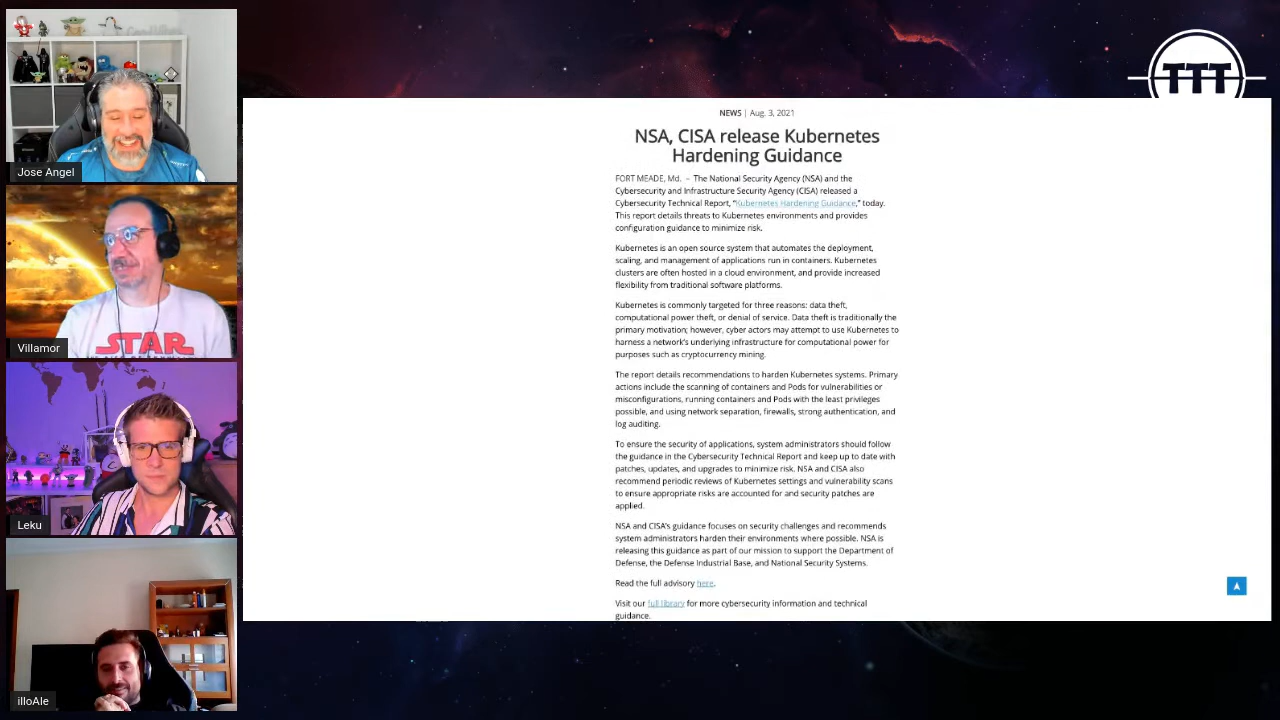 TTT
Jose Angel
Villamor
STAR
Leku
illoAle
NEWS | Aug. 3, 2021
NSA, CISA release Kubernetes
Hardening Guidance
FORT MEADE, Md. – The National Security Agency (NSA) and the
Cybersecurity and Infrastructure Security Agency (CISA) released a
Cybersecurity Technical Report, “Kubernetes Hardening Guidance,” today.
This report details threats to Kubernetes environments and provides
configuration guidance to minimize risk.
Kubernetes is an open source system that automates the deployment,
scaling, and management of applications run in containers. Kubernetes
clusters are often hosted in a cloud environment, and provide increased
flexibility from traditional software platforms.
Kubernetes is commonly targeted for three reasons: data theft,
computational power theft, or denial of service. Data theft is traditionally the
primary motivation; however, cyber actors may attempt to use Kubernetes to
harness a network’s underlying infrastructure for computational power for
purposes such as cryptocurrency mining.
The report details recommendations to harden Kubernetes systems. Primary
actions include the scanning of containers and Pods for vulnerabilities or
misconfigurations, running containers and Pods with the least privileges
possible, and using network separation, firewalls, strong authentication, and
log auditing.
To ensure the security of applications, system administrators should follow
the guidance in the Cybersecurity Technical Report and keep up to date with
patches, updates, and upgrades to minimize risk. NSA and CISA also
recommend periodic reviews of Kubernetes settings and vulnerability scans
to ensure appropriate risks are accounted for and security patches are
applied.
NSA and CISA’s guidance focuses on security challenges and recommends
system administrators harden their environments where possible. NSA is
releasing this guidance as part of our mission to support the Department of
Defense, the Defense Industrial Base, and National Security Systems.
Read the full advisory here.
Visit our full library for more cybersecurity information and technical
guidance.